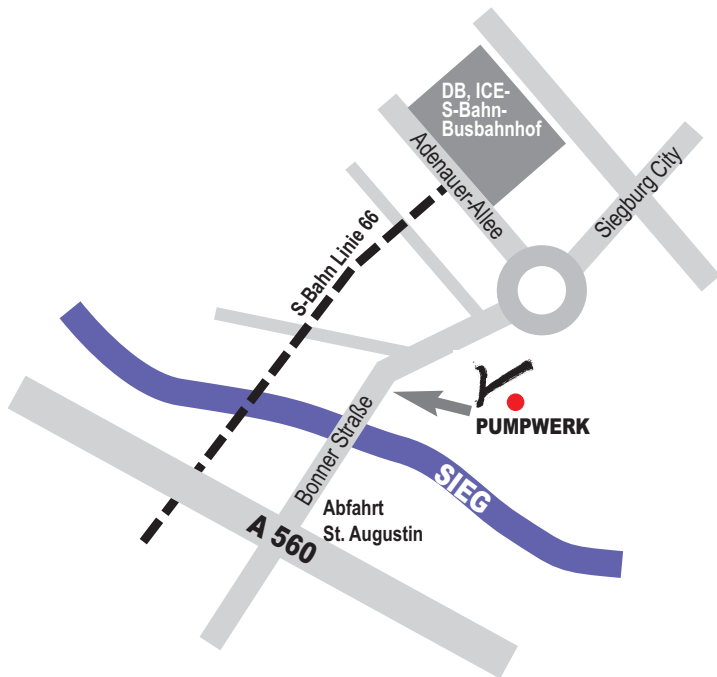 DB, ICE-
S-Bahn-
Busbahnhof
Adenauer-Allee
Siegburg City
S-Bahn Linie 66
PUMPWERK
Bonner Straße
SIEG
Abfahrt
St. Augustin
A 560